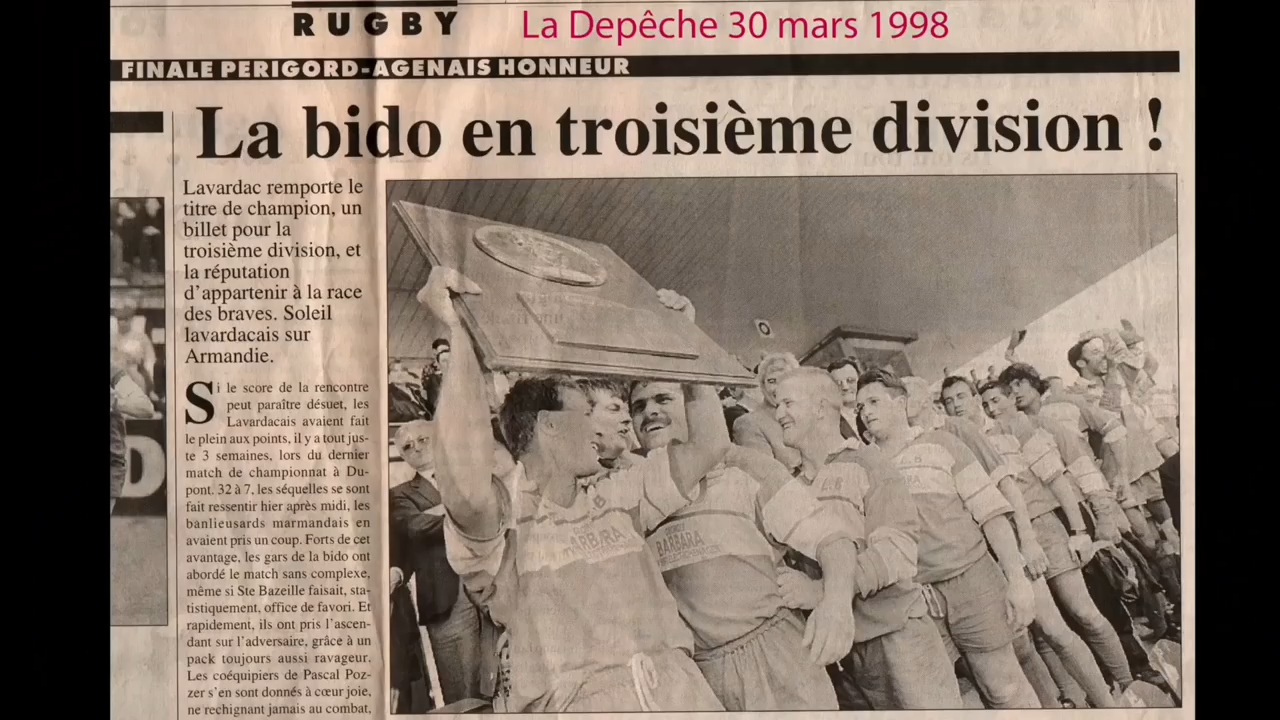 RUGBY
La Depêche 30 mars 1998
FINALE PERIGORD-AGENAIS HONNEUR
La bido en troisième division !
Lavardac remporte le
titre de champion, un
billet pour la
troisième division, et
la réputation
d'appartenir à la race
des braves. Soleil
lavardacais sur
Armandie.
Si le score de la rencontre
peut paraître désuet, les
Lavardacais avaient fait
le plein aux points, il y a tout jus-
te 3 semaines, lors du dernier
match de championnat à Du-
pont. 32 à 7, les séquelles se sont
fait ressentir hier après midi, les
banlieusards marmandais en
avaient pris un coup. Forts de cet
avantage, les gars de la bido ont
abordé le match sans complexe,
même si Ste Bazeille faisait, sta-
tistiquement, office de favori. Et
rapidement, ils ont pris l'ascen-
dant sur l'adversaire, grâce à un
pack toujours aussi ravageur.
Les coéquipiers de Pascal Poz-
zer s'en sont donnés à cœur joie,
ne rechignant jamais au combat,
BARBARA
BARBARA
L.B
L.B
D